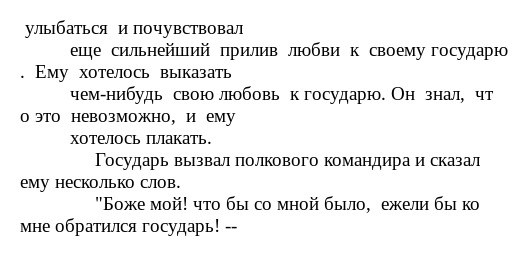 улыбаться и почувствовал
еще сильнейший прилив любви к своему государю
. Ему хотелось выказать
чем-нибудь свою любовь к государю. Он знал, чт
о это невозможно, и ему
хотелось плакать.
Государь вызвал полкового командира и сказал
ему несколько слов.
"Боже мой! что бы со мной было, ежели бы ко
мне обратился государь! --